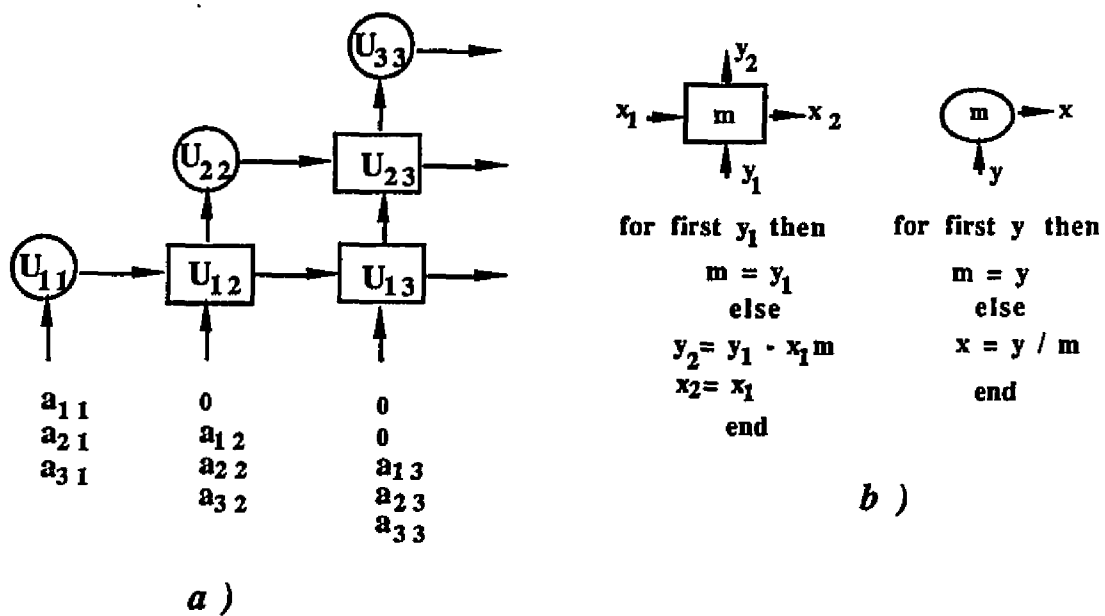 U33
U22
U23
U11
U12
U13
a11 0 0
a21 a12 0
a31 a22 a13
a32 a23
a33
a )
y2
x1 m x2
y1
for first y1 then
m = y1
else
y2= y1 - x1m
x2= x1
end
m x
y
for first y then
m = y
else
x = y / m
end
b )